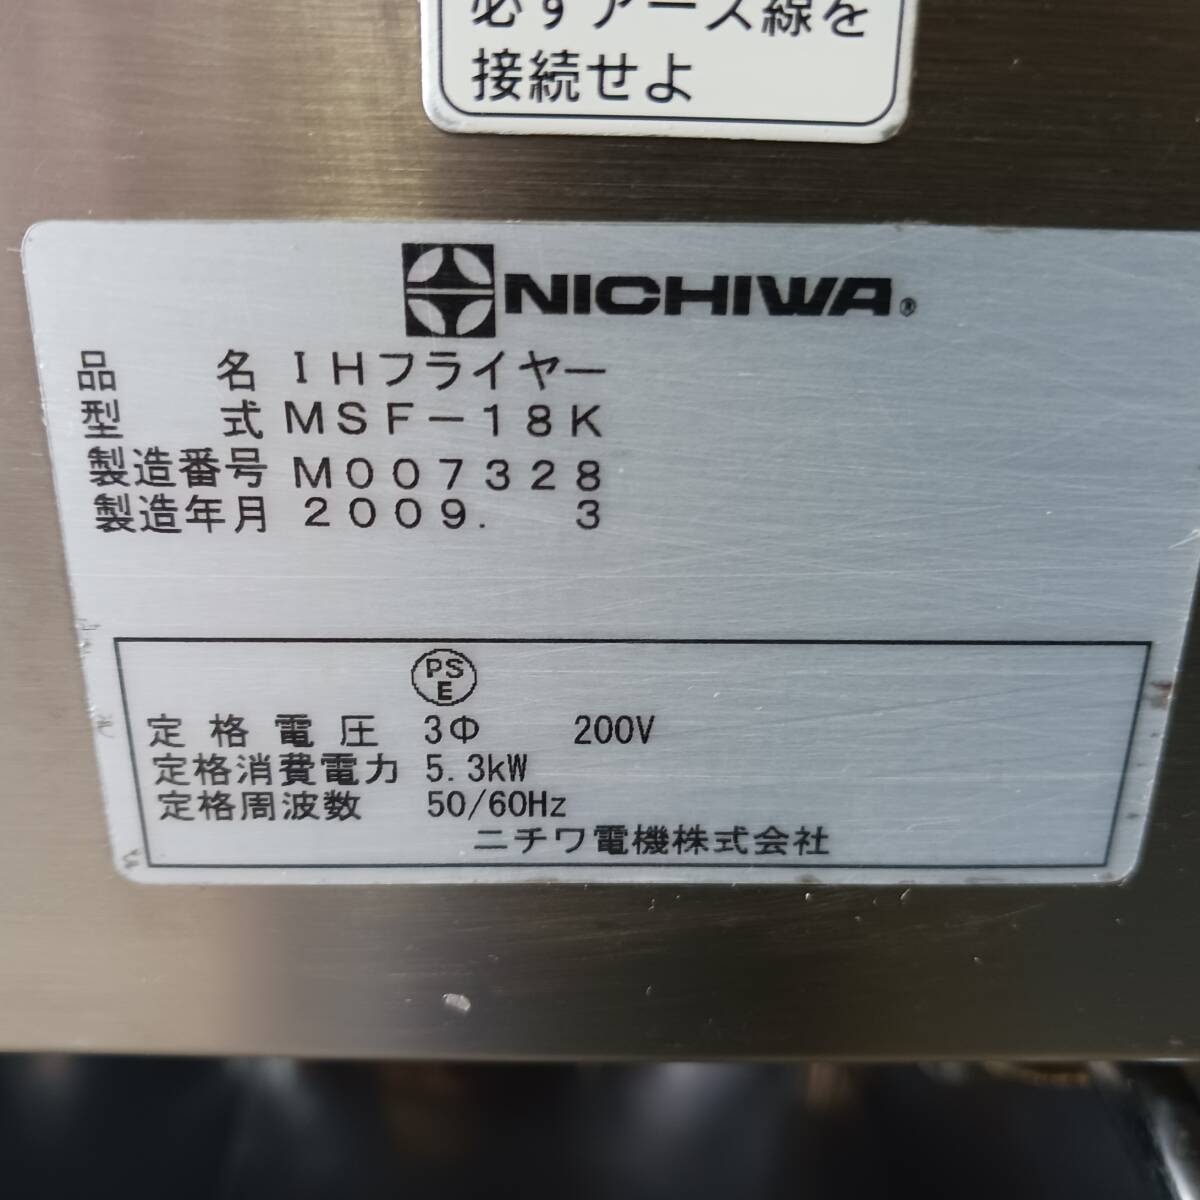 必ずアース線を
接続せよ
NICHIWA®
品名 IHフライヤー
型式 MSF-18K
製造番号 M007328
製造年月 2009. 3
PS
E
定格電圧 3Φ 200V
定格消費電力 5.3kW
定格周波数 50/60Hz
ニチワ電機株式会社